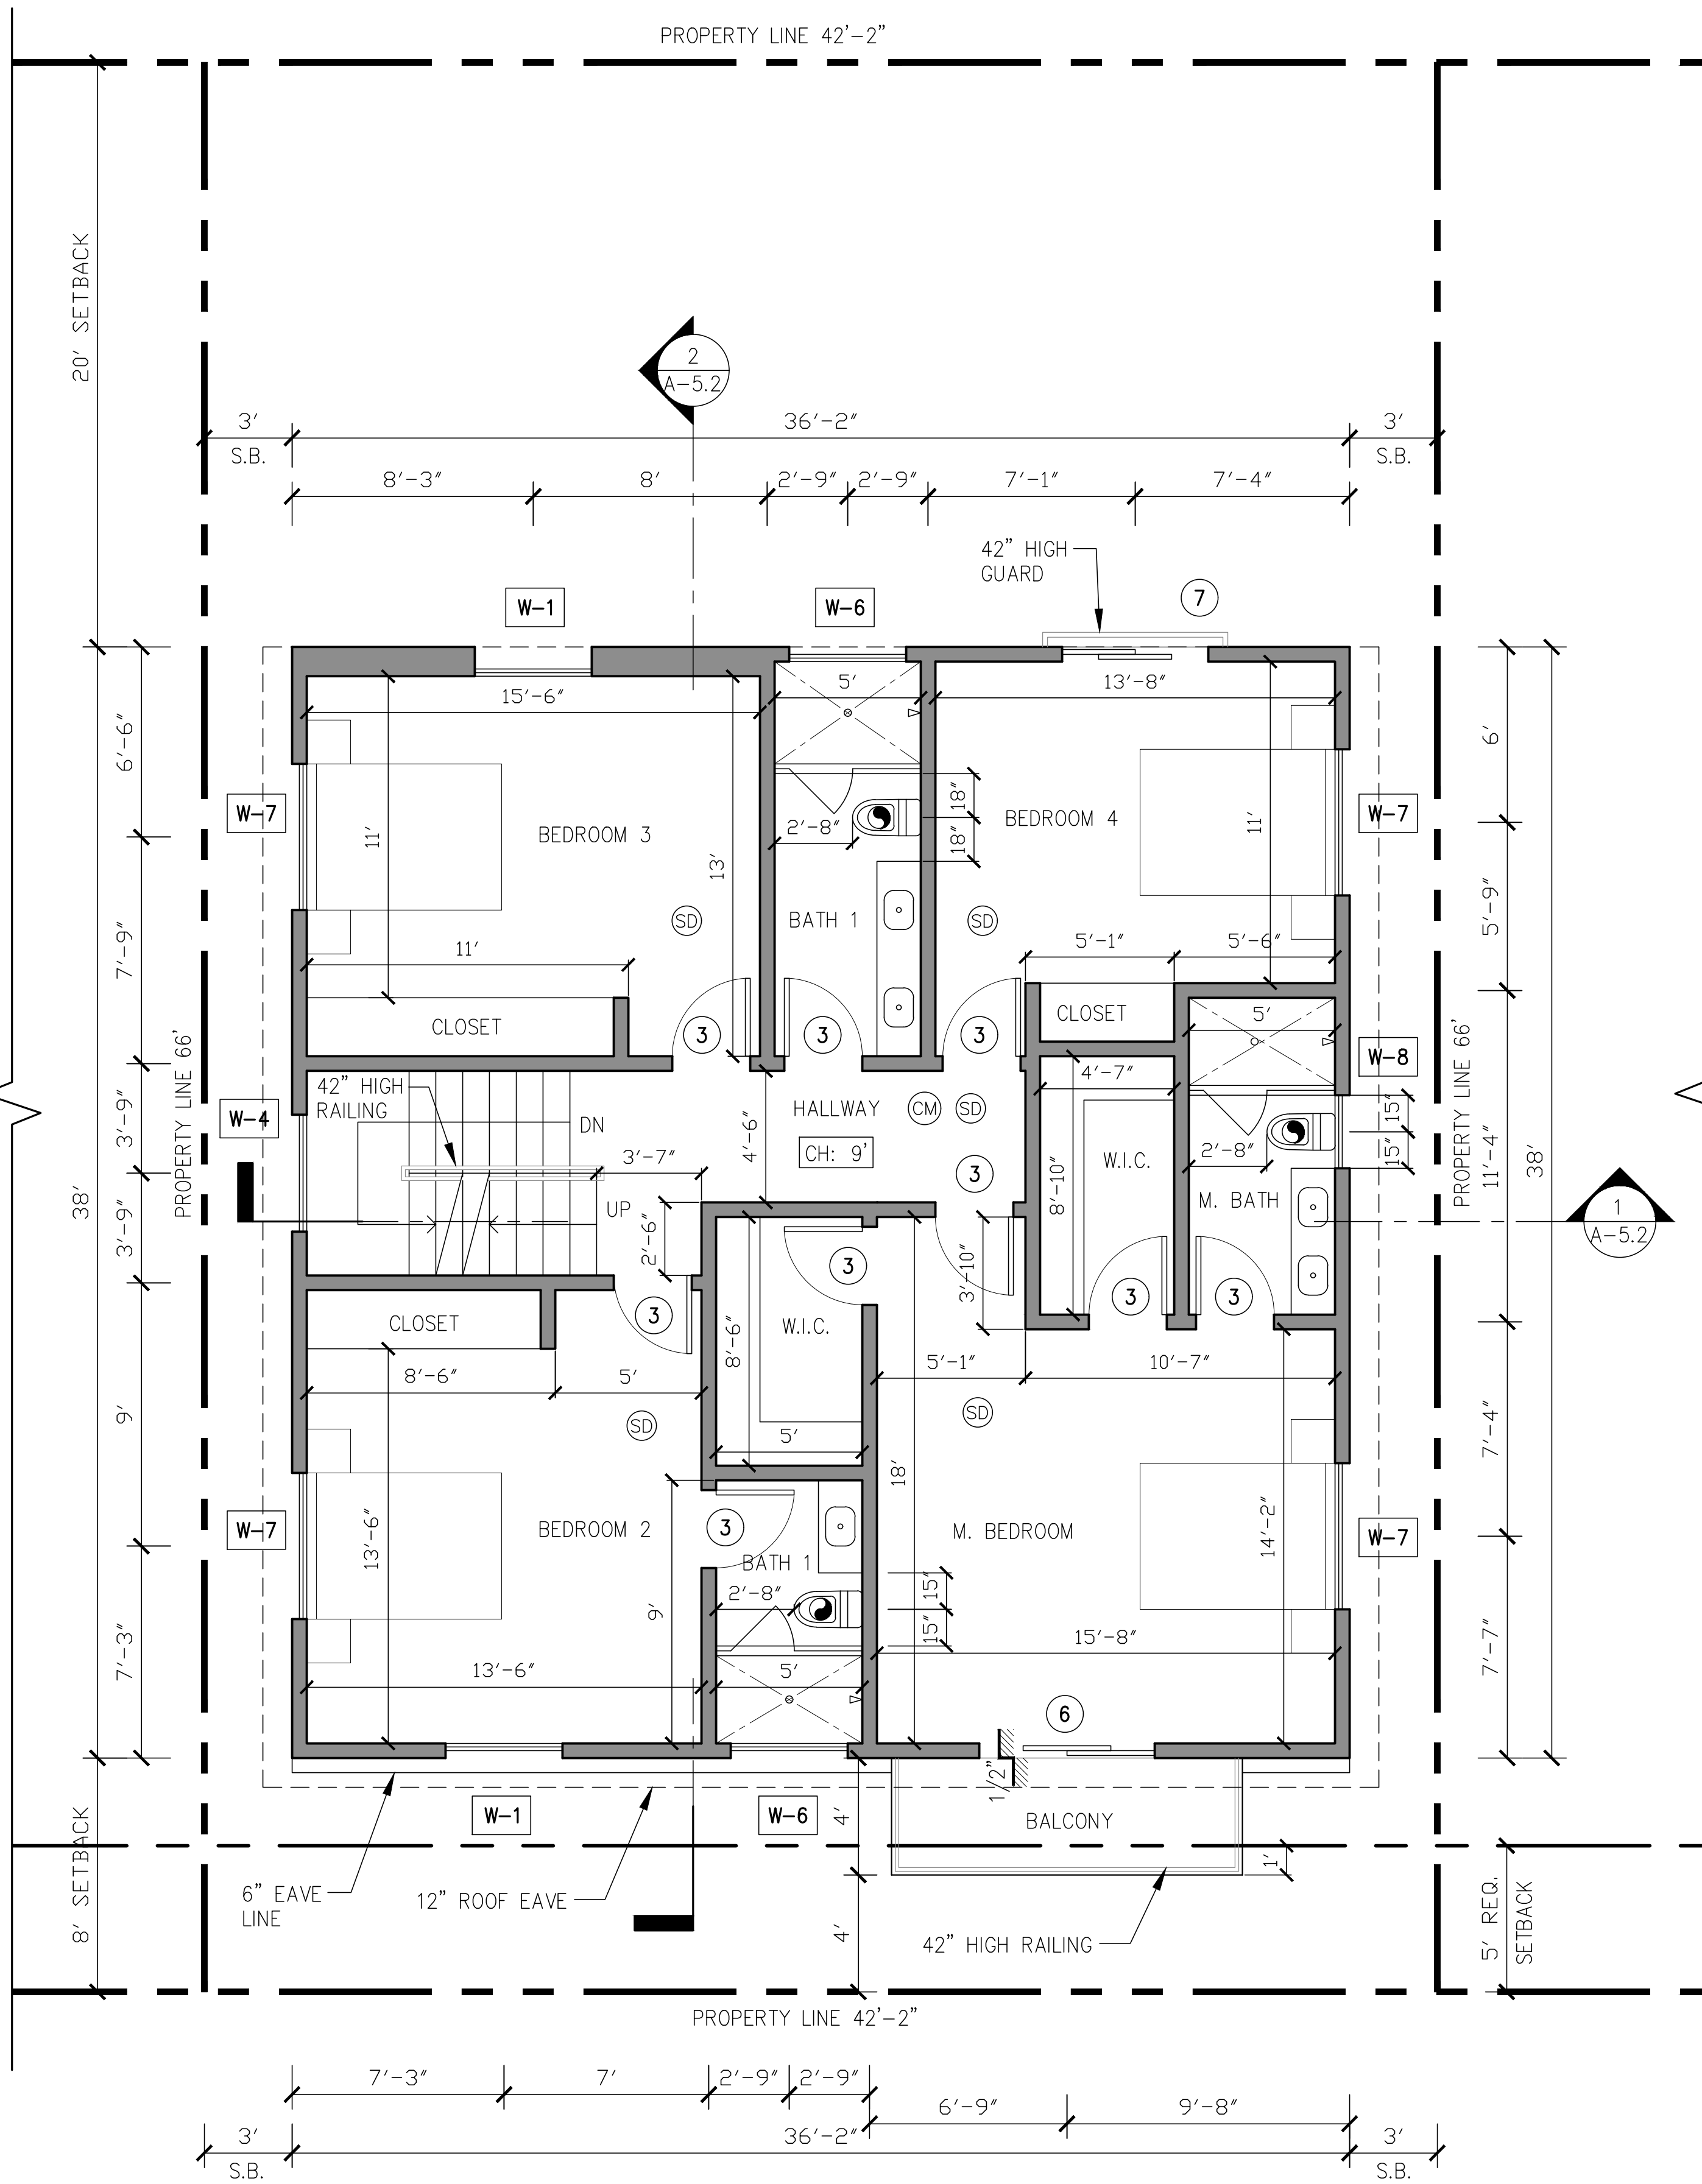 PROPERTY LINE 42'-2"
20' SETBACK
2
A-5.2
3'
36'-2"
3'
S.B.
S.B.
8'-3"
8'
2'-9"
2'-9"
7'-1"
7'-4"
42" HIGH
GUARD
7
W-1
W-6
15'-6"
5'
13'-8"
6'-6"
6'
W-7
W-7
18"
18"
2'-8"
BEDROOM 3
BEDROOM 4
11'
13'
11'
SD
BATH 1
SD
7'-9"
5'-9"
11'
5'-1"
5'-6"
CLOSET
3
3
3
CLOSET
5'
PROPERTY LINE 66'
PROPERTY LINE 66'
W-8
42" HIGH
RAILING
W-4
3'-9"
DN
HALLWAY
CM
SD
4'-7"
15"
15"
4'-6"
CH: 9'
3'-7"
2'-8"
W.I.C.
3
8'-10"
11'-4"
38'
38'
M. BATH
UP
3'-9"
2'-6"
1
A-5.2
3
3'-10"
3
3
3
CLOSET
W.I.C.
8'-6"
8'-6"
5'
5'-1"
10'-7"
9'
7'-4"
SD
SD
5'
18'
W-7
BEDROOM 2
13'-6"
3
M. BEDROOM
14'-2"
W-7
BATH 1
2'-8"
15"
15"
9'
7'-3"
7'-7"
15'-8"
13'-6"
5'
6
1/2"
W-1
W-6
4'
BALCONY
1'
8' SETBACK
6" EAVE
LINE
12" ROOF EAVE
4'
42" HIGH RAILING
5' REQ.
SETBACK
PROPERTY LINE 42'-2"
7'-3"
7'
2'-9"
2'-9"
6'-9"
9'-8"
3'
36'-2"
3'
S.B.
S.B.